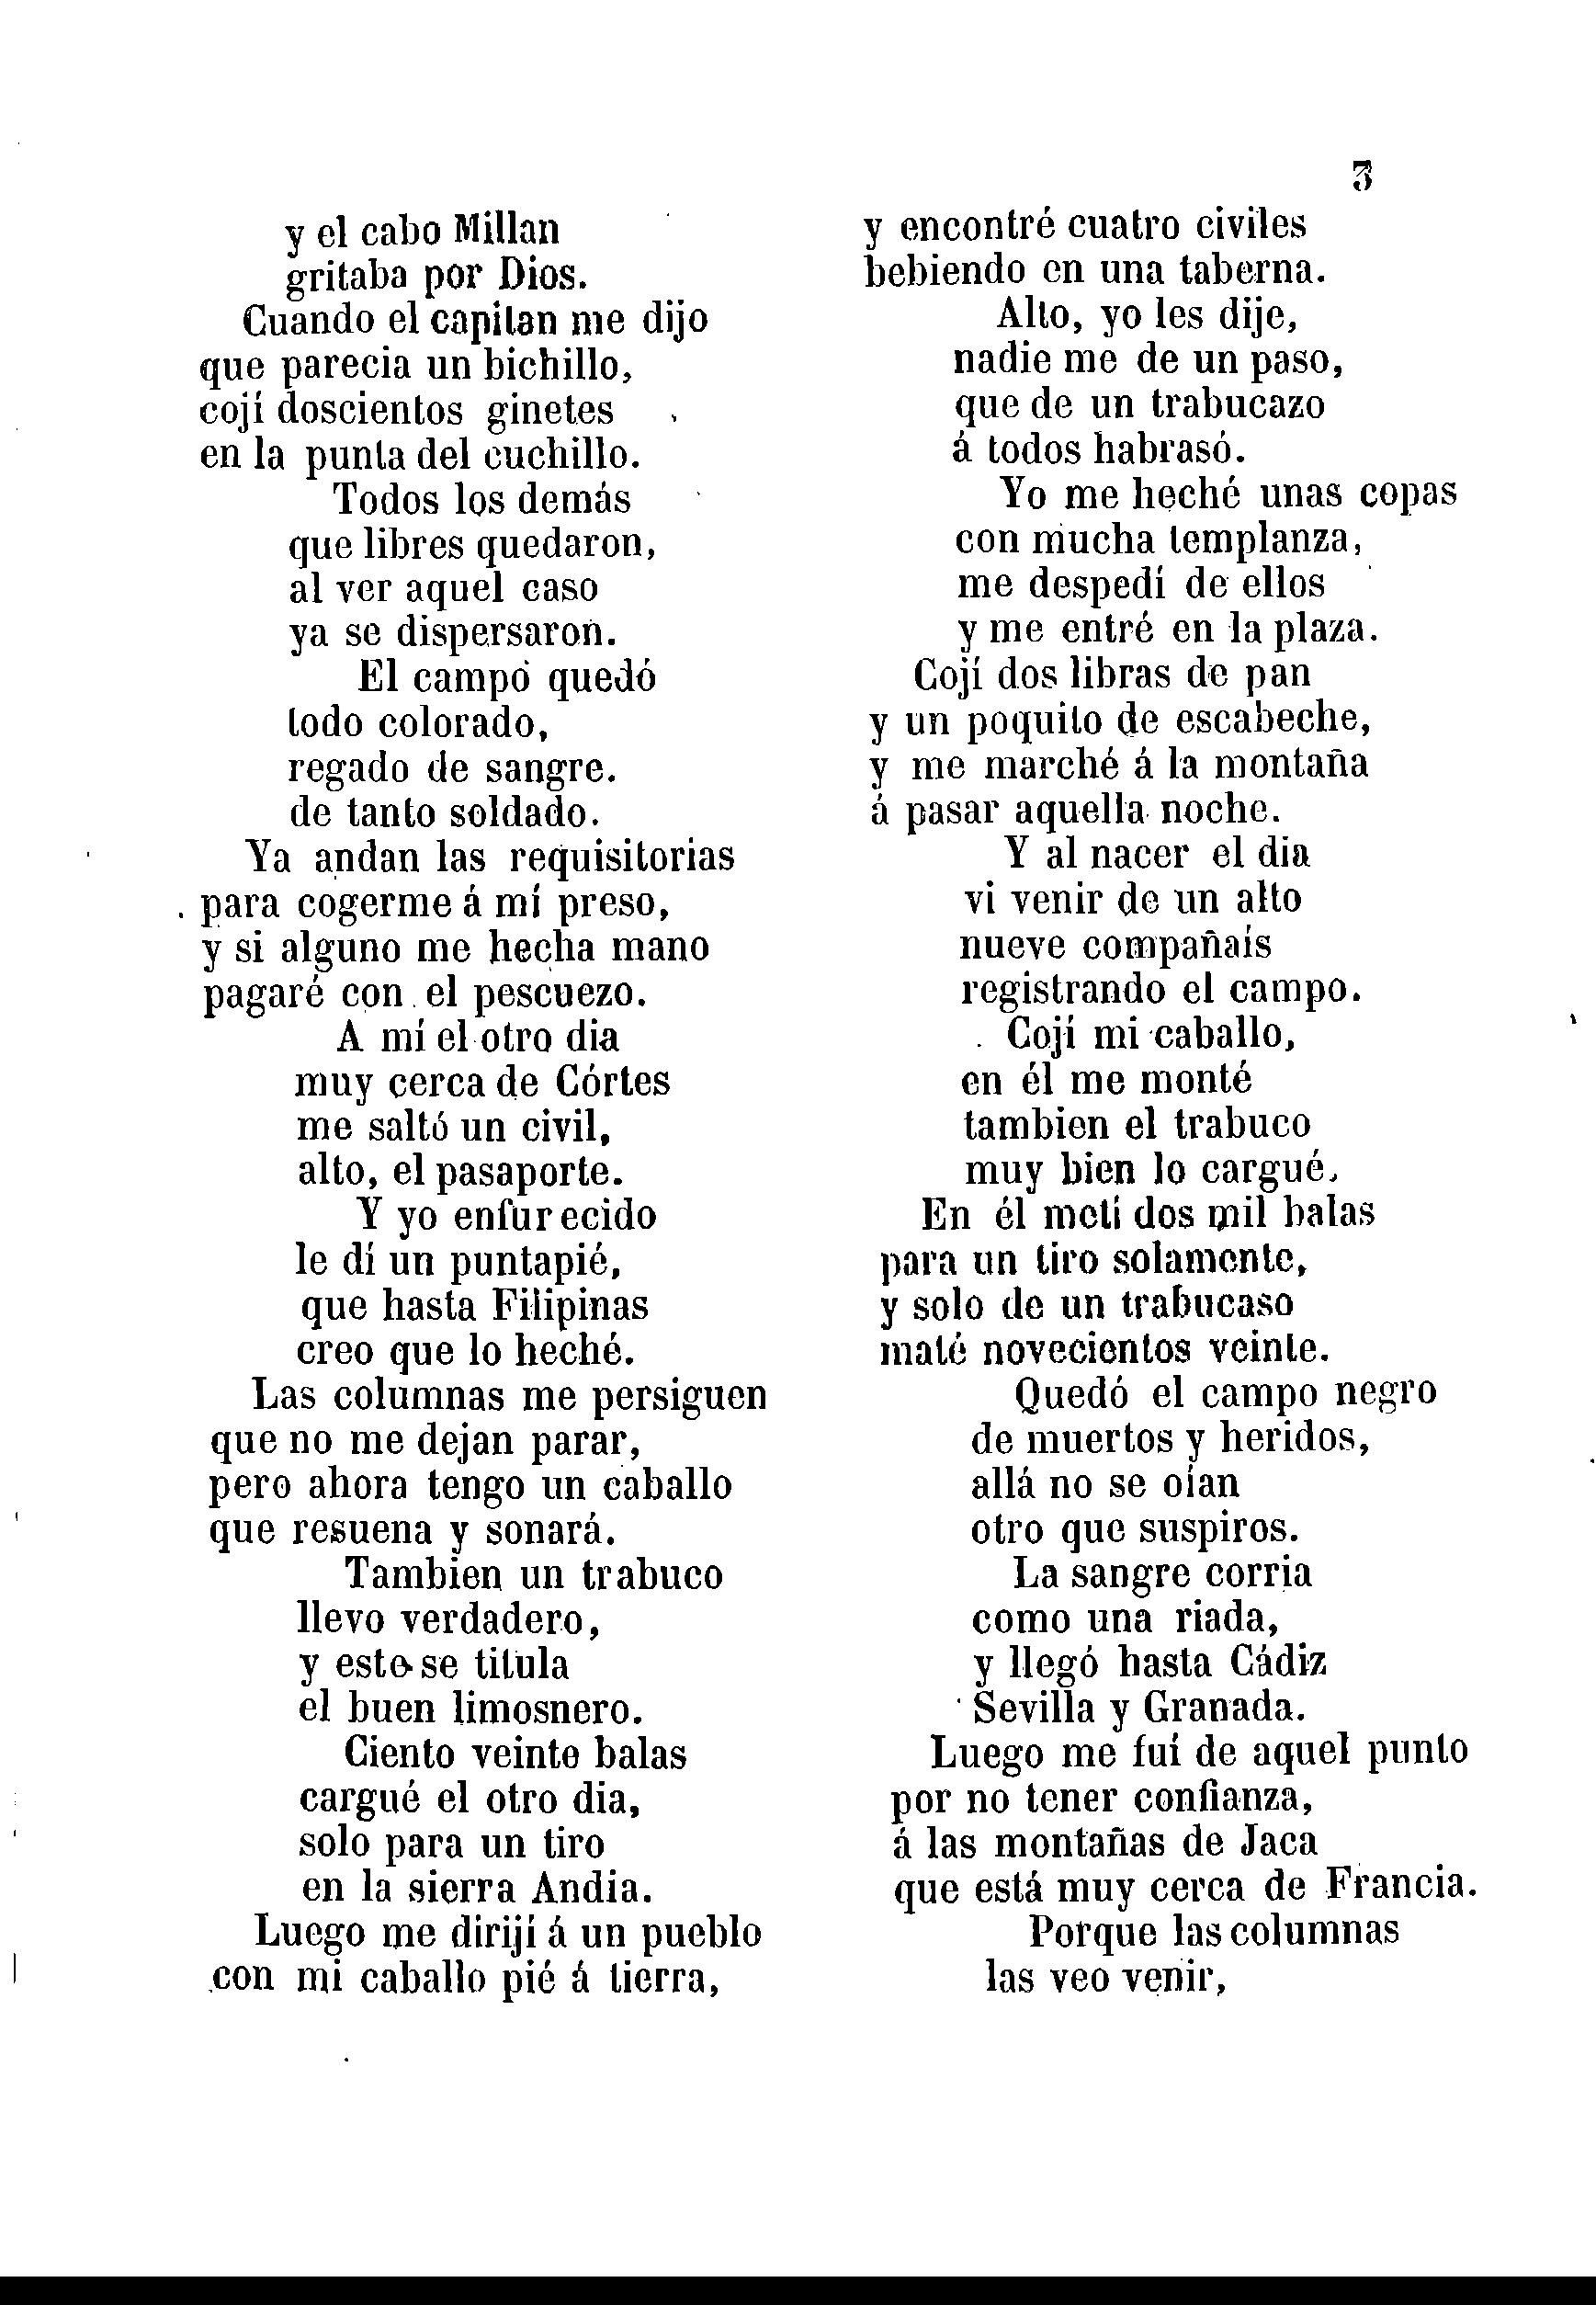 3
y el cabo Millan
gritaba por Dios.
Cuando el capitan me dijo
que parecia un bichillo,
cojí doscientos ginetes
en la punta del cuchillo.
Todos los demás
que libres quedaron,
al ver aquel caso
ya se dispersaron.
El campo quedó
todo colorado,
regado de sangre.
de tanto soldado.
Ya andan las requisitorias
para cogerme á mí preso,
y si alguno me hecha mano
pagaré con el pescuezo.
A mí el otro dia
muy cerca de Córtes
me saltó un civil,
alto, el pasaporte.
Y yo enfurecido
le dí un puntapié,
que hasta Filipinas
creo que lo heché.
Las columnas me persiguen
que no me dejan parar,
pero ahora tengo un caballo
que resuena y sonará.
Tambien un trabuco
llevo verdadero,
y este se titula
el buen limosnero.
Ciento veinte balas
cargué el otro dia,
solo para un tiro
en la sierra Andia.
Luego me dirijí á un pueblo
con mi caballo pié á tierra,
y encontré cuatro civiles
bebiendo en una taberna.
Alto, yo les dije,
nadie me de un paso,
que de un trabucazo
á todos habrasó.
Yo me heché unas copas
con mucha templanza,
me despedí de ellos
y me entré en la plaza.
Cojí dos libras de pan
y un poquito de escabeche,
y me marché á la montaña
á pasar aquella noche.
Y al nacer el dia
vi venir de un alto
nueve compañaís
registrando el campo.
Cojí mi caballo,
en él me monté
tambien el trabuco
muy bien lo cargué.
En él metí dos mil balas
para un tiro solamente,
y solo de un trabucaso
maté novecientos veinte.
Quedó el campo negro
de muertos y heridos,
allá no se oían
otro que suspiros.
La sangre corria
como una riada,
y llegó hasta Cádiz
Sevilla y Granada.
Luego me fuí de aquel punto
por no tener confianza,
á las montañas de Jaca
que está muy cerca de Francia.
Porque las columnas
las veo venir,